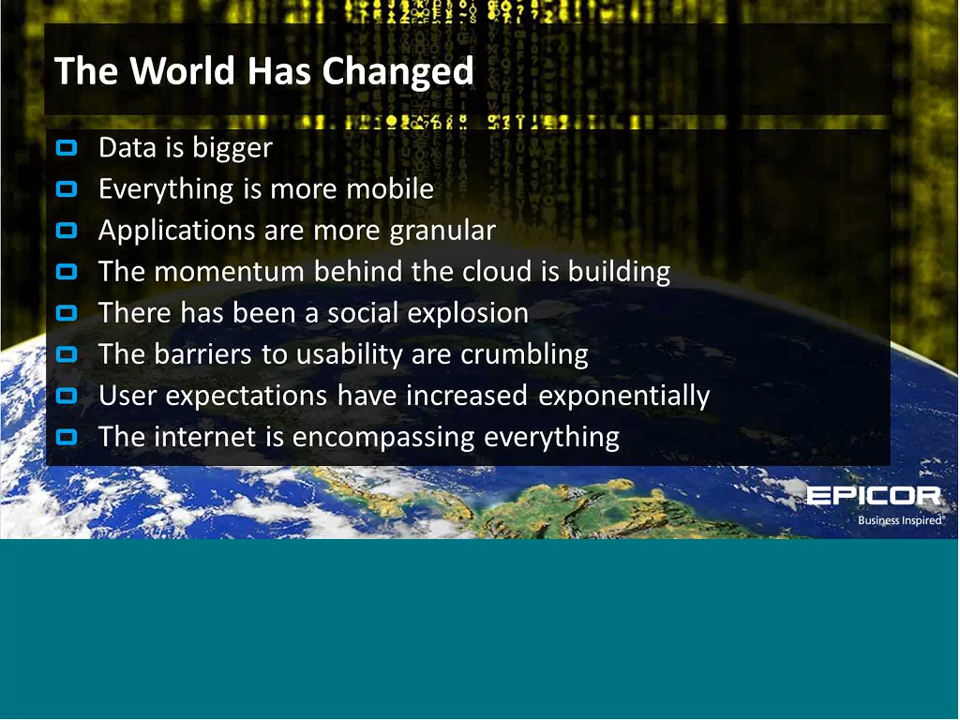 The World Has Changed
Data is bigger
Everything is more mobile
Applications are more granular
The momentum behind the cloud is building
There has been a social explosion
The barriers to usability are crumbling
User expectations have increased exponentially
The internet is encompassing everything
EPICOR
Business Inspired